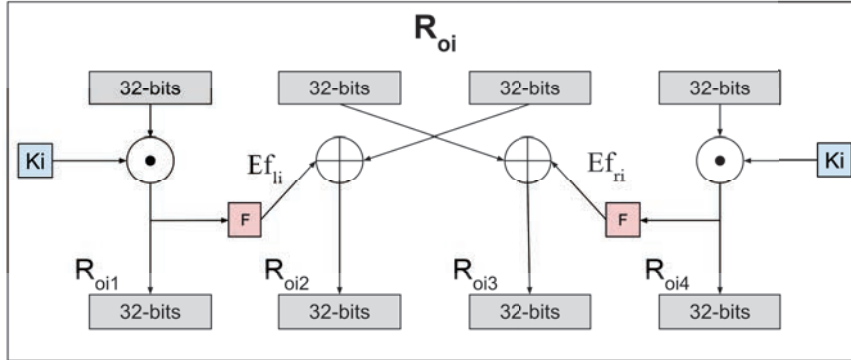 R_oi
32-bits 32-bits 32-bits 32-bits
Ki Ki
Ef_li Ef_ri
F F
R_oi1 R_oi2 R_oi3 R_oi4
32-bits 32-bits 32-bits 32-bits